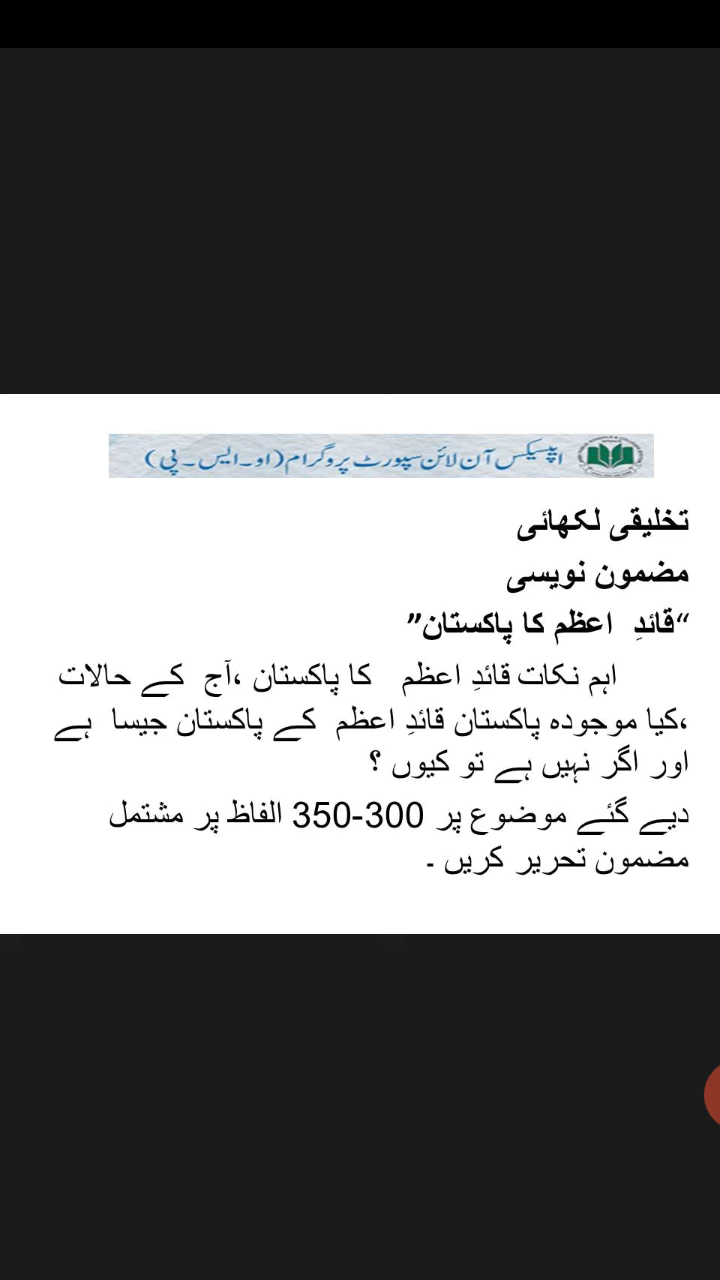 اپیسیکس آن لائن سپورٹ پروگرام (او۔ایس۔پی)
تخلیقی لکھائی
مضمون نویسی
“قائدِ اعظم کا پاکستان”
اہم نکات قائدِ اعظم کا پاکستان ،آج کے حالات
،کیا موجودہ پاکستان قائدِ اعظم کے پاکستان جیسا ہے
اور اگر نہیں ہے تو کیوں ؟
دیے گئے موضوع پر 300-350 الفاظ پر مشتمل
مضمون تحریر کریں ۔